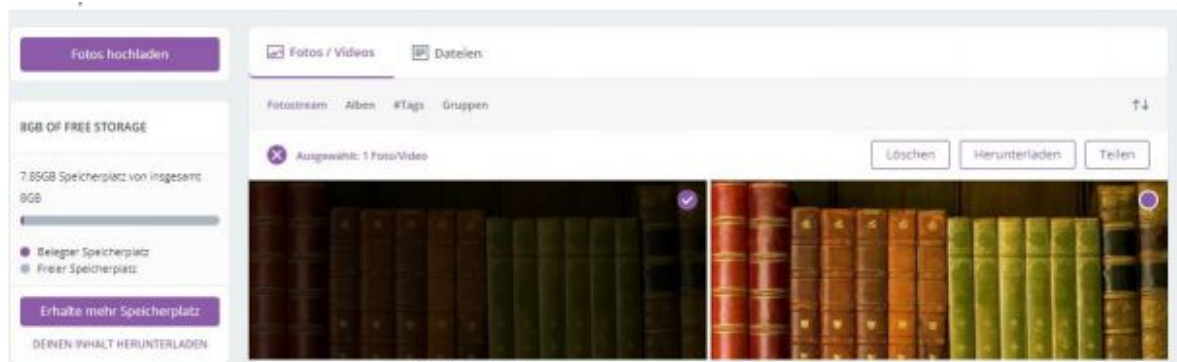 Fotos hochladen
Fotos / Videos
Dateien
Fotostream Alben #Tags Gruppen
8GB OF FREE STORAGE
Ausgewählt: 1 Foto/Video
Löschen Herunterladen Teilen
7.85GB Speicherplatz von insgesamt
8GB
Belegter Speicherplatz
Freier Speicherplatz
Erhalte mehr Speicherplatz
DEINEN INHALT HERUNTERLADEN